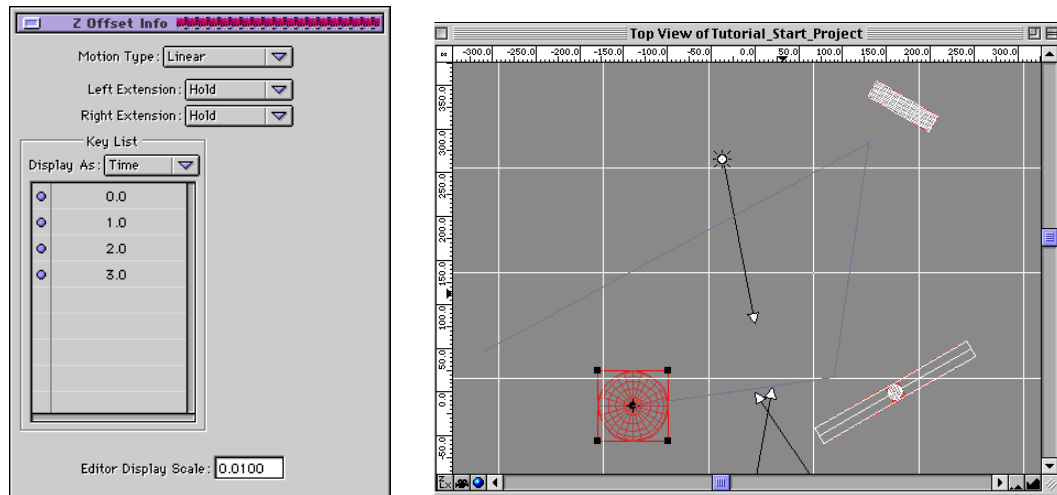 Z Offset Info
Motion Type: Linear
Left Extension: Hold
Right Extension: Hold
Key List
Display As: Time
0.0
1.0
2.0
3.0
Editor Display Scale: 0.0100
Top View of Tutorial_Start_Project
-300.0 -250.0 -200.0 -150.0 -100.0 -50.0 0.0 50.0 100.0 150.0 200.0 250.0 300.0
350.0
300.0
250.0
200.0
150.0
100.0
50.0
0.0
-50.0